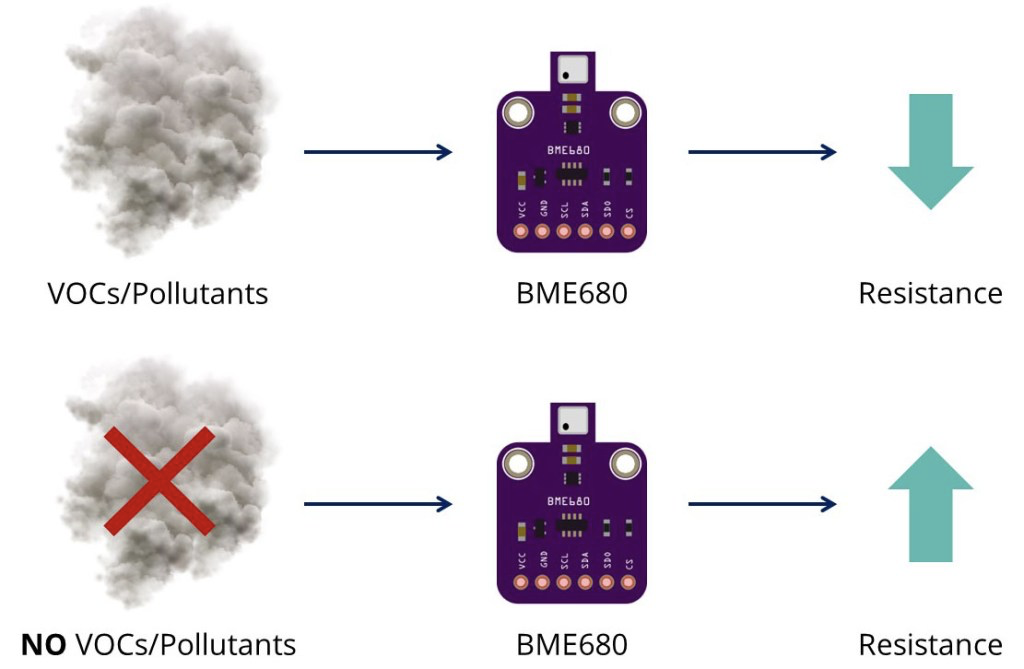 BME680
VCC GND SCL SDA SDO CS
VOCs/Pollutants
BME680
Resistance
BME680
VCC GND SCL SDA SDO CS
NO VOCs/Pollutants
BME680
Resistance